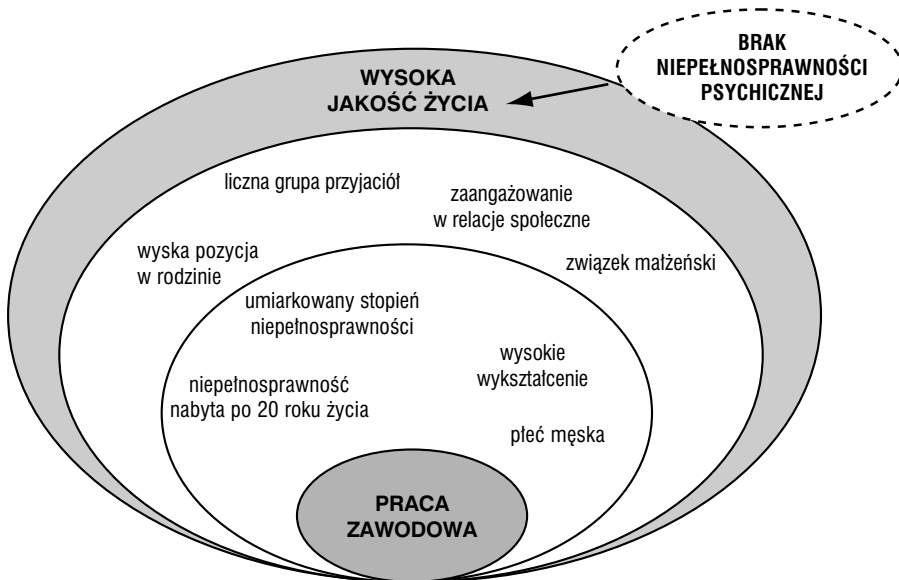 BRAK
NIEPEŁNOSPRAWNOŚCI
PSYCHICZNEJ
WYSOKA
JAKOŚĆ ŻYCIA
liczna grupa przyjaciół
zaangażowanie
w relacje społeczne
wyska pozycja
w rodzinie
związek małżeński
umiarkowany stopień
niepełnosprawności
wysokie
wykształcenie
niepełnosprawność
nabyta po 20 roku życia
płeć męska
PRACA
ZAWODOWA